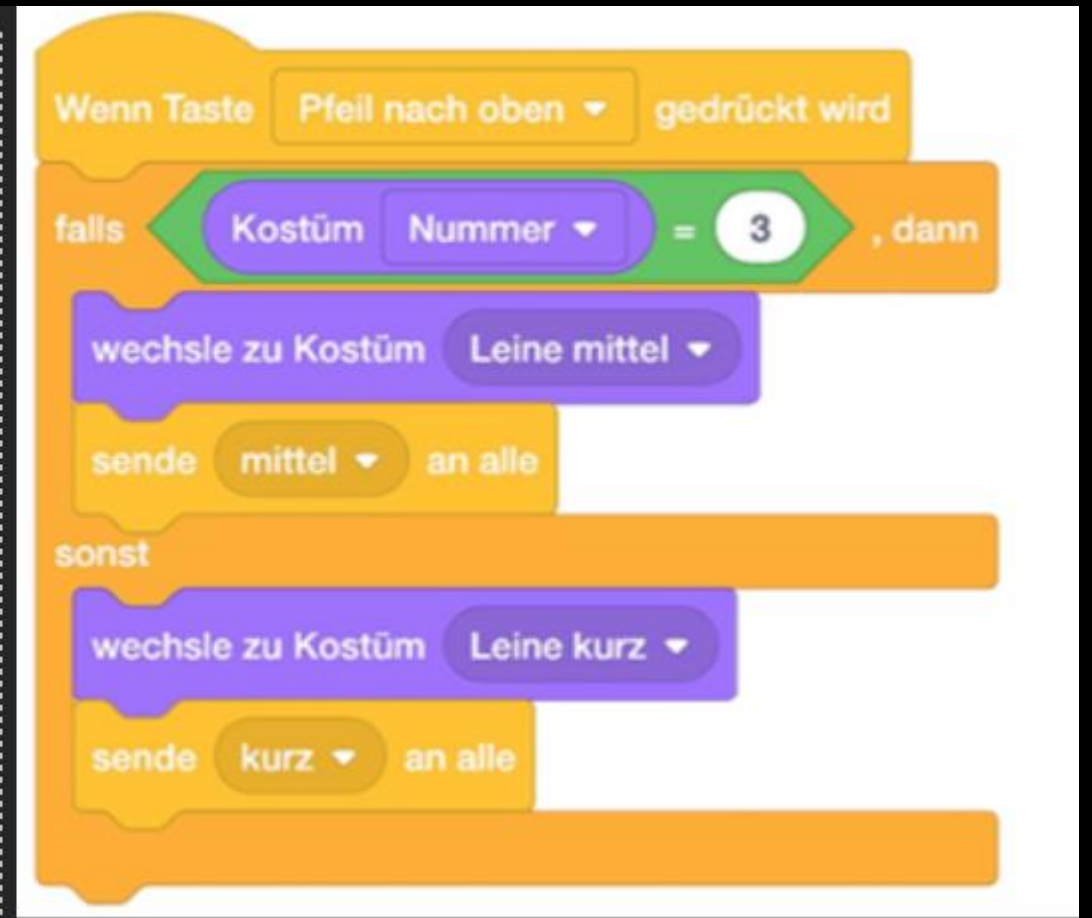 Wenn Taste Pfeil nach oben gedrückt wird
falls Kostüm Nummer = 3 , dann
wechsle zu Kostüm Leine mittel
sende mittel an alle
sonst
wechsle zu Kostüm Leine kurz
sende kurz an alle